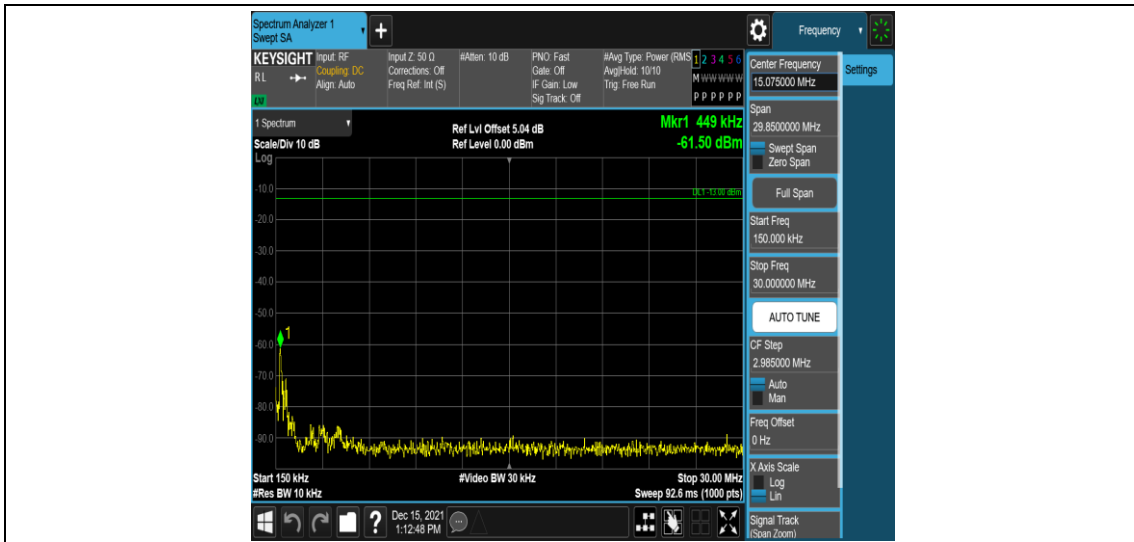 Spectrum Analyzer 1
Swept SA
+
Frequency
KEYSIGHT
RL
LXI
Input: RF
Coupling: DC
Align: Auto
Input Z: 50 Ω
Corrections: Off
Freq Ref: Int (S)
#Atten: 10 dB
PNO: Fast
Gate: Off
IF Gain: Low
Sig Track: Off
#Avg Type: Power (RMS
Avg|Hold: 10/10
Trig: Free Run
1 2 3 4 5 6
M W W W W W
P P P P P P
1 Spectrum
Scale/Div 10 dB
Ref Lvl Offset 5.04 dB
Ref Level 0.00 dBm
Mkr1 449 kHz
-61.50 dBm
Log
DL1 -13.00 dBm
-10.0
-20.0
-30.0
-40.0
-50.0
-60.0
-70.0
-80.0
-90.0
1
Start 150 kHz
#Res BW 10 kHz
#Video BW 30 kHz
Stop 30.00 MHz
Sweep 92.6 ms (1000 pts)
?
Dec 15, 2021
1:12:48 PM
Center Frequency
15.075000 MHz
Settings
Span
29.8500000 MHz
Swept Span
Zero Span
Full Span
Start Freq
150.000 kHz
Stop Freq
30.000000 MHz
AUTO TUNE
CF Step
2.985000 MHz
Auto
Man
Freq Offset
0 Hz
X Axis Scale
Log
Lin
Signal Track
(Span Zoom)